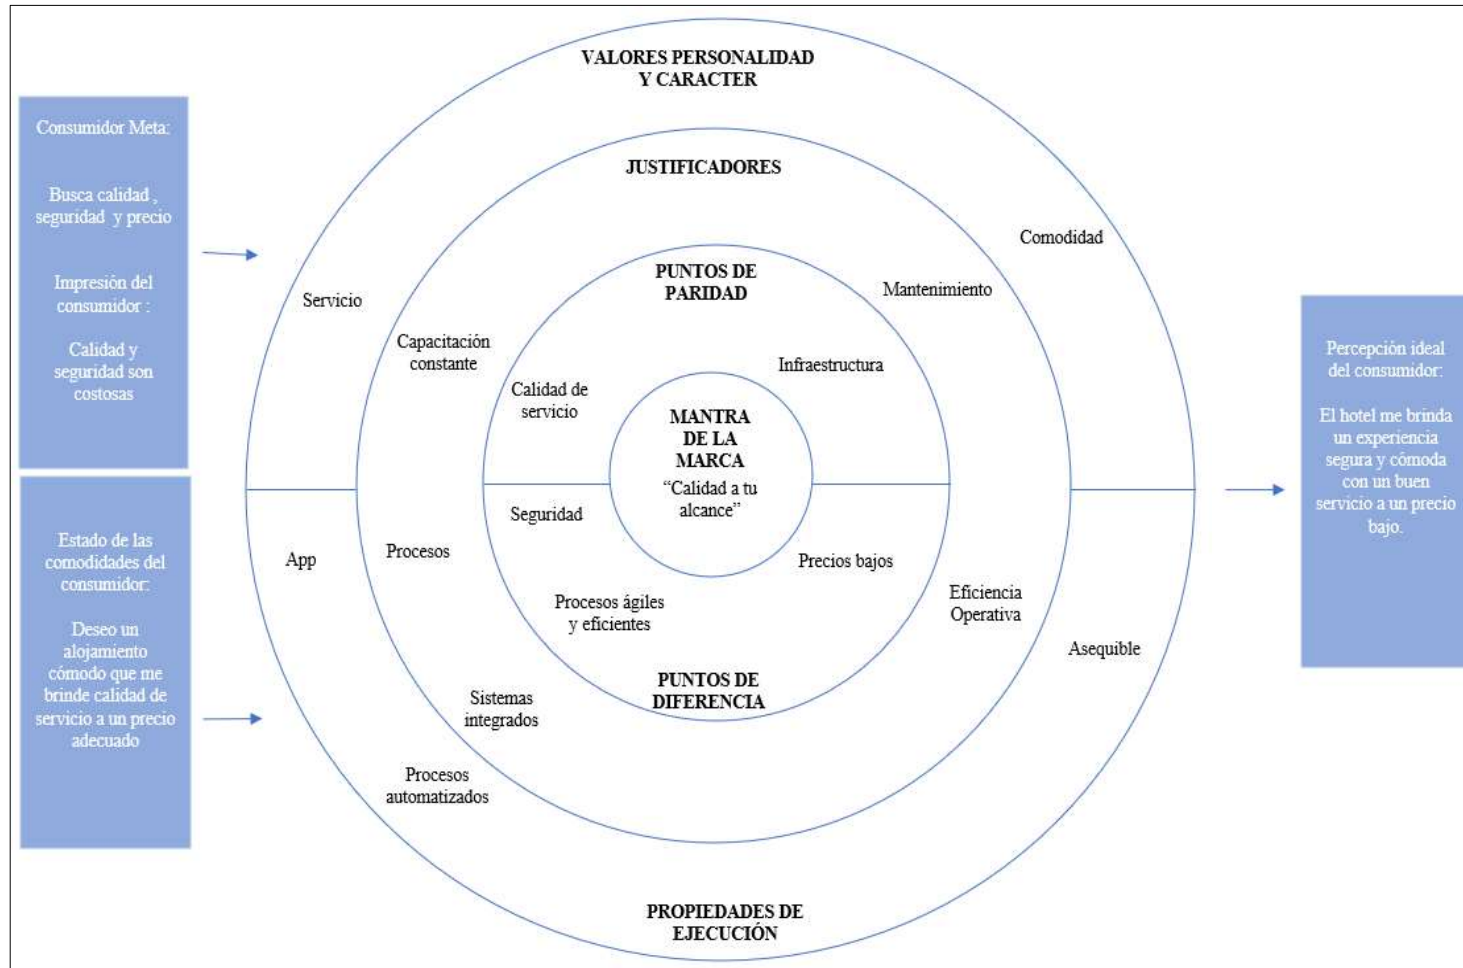 Consumidor Meta:
Busca calidad ,
seguridad y precio
Impresión del
consumidor :
Calidad y
seguridad son
costosas
Estado de las
comodidades del
consumidor:
Deseo un
alojamiento
cómodo que me
brinde calidad de
servicio a un precio
adecuado
VALORES PERSONALIDAD
Y CARACTER
Servicio
Comodidad
JUSTIFICADORES
Capacitación
constante
Mantenimiento
PUNTOS DE
PARIDAD
Calidad de
servicio
Infraestructura
MANTRA
DE LA
MARCA
“Calidad a tu
alcance”
Seguridad
Procesos ágiles
y eficientes
Precios bajos
PUNTOS DE
DIFERENCIA
Procesos
Sistemas
integrados
Eficiencia
Operativa
App
Procesos
automatizados
Asequible
PROPIEDADES DE
EJECUCIÓN
Percepción ideal
del consumidor:
El hotel me brinda
un experiencia
segura y cómoda
con un buen
servicio a un precio
bajo.